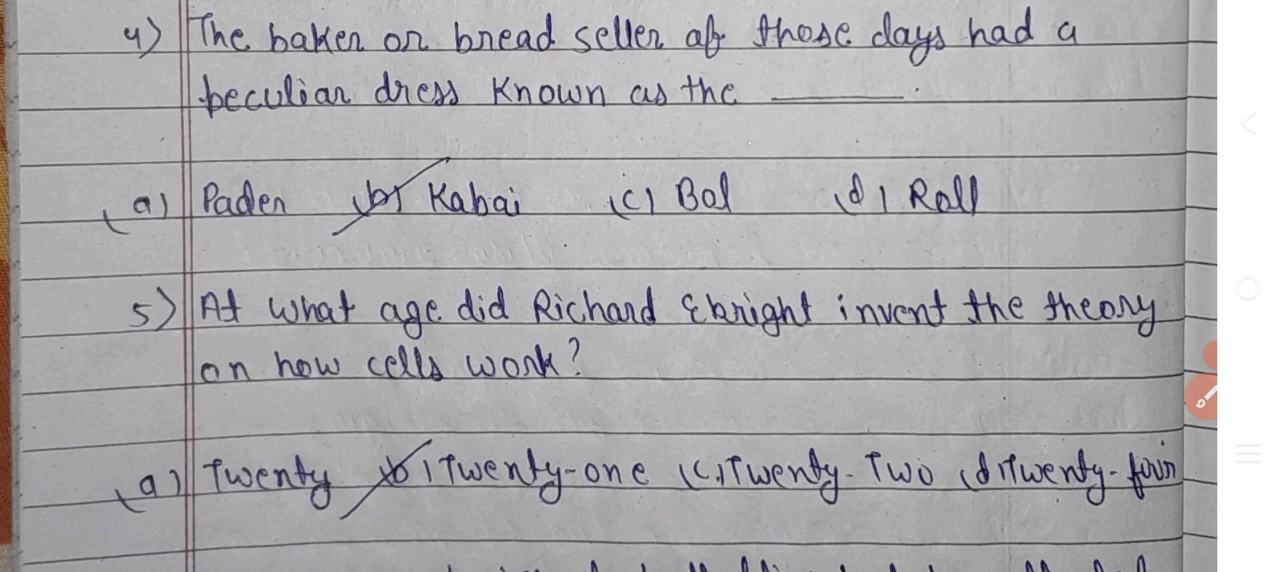 4) The baker or bread seller of those days had a
peculiar dress known as the ______.
(a) Pader (b) Kabai (c) Bol (d) Roll
5) At what age did Richard Ebright invent the theory
on how cells work?
(a) Twenty (b) Twenty-one (c) Twenty-Two (d) Twenty-four